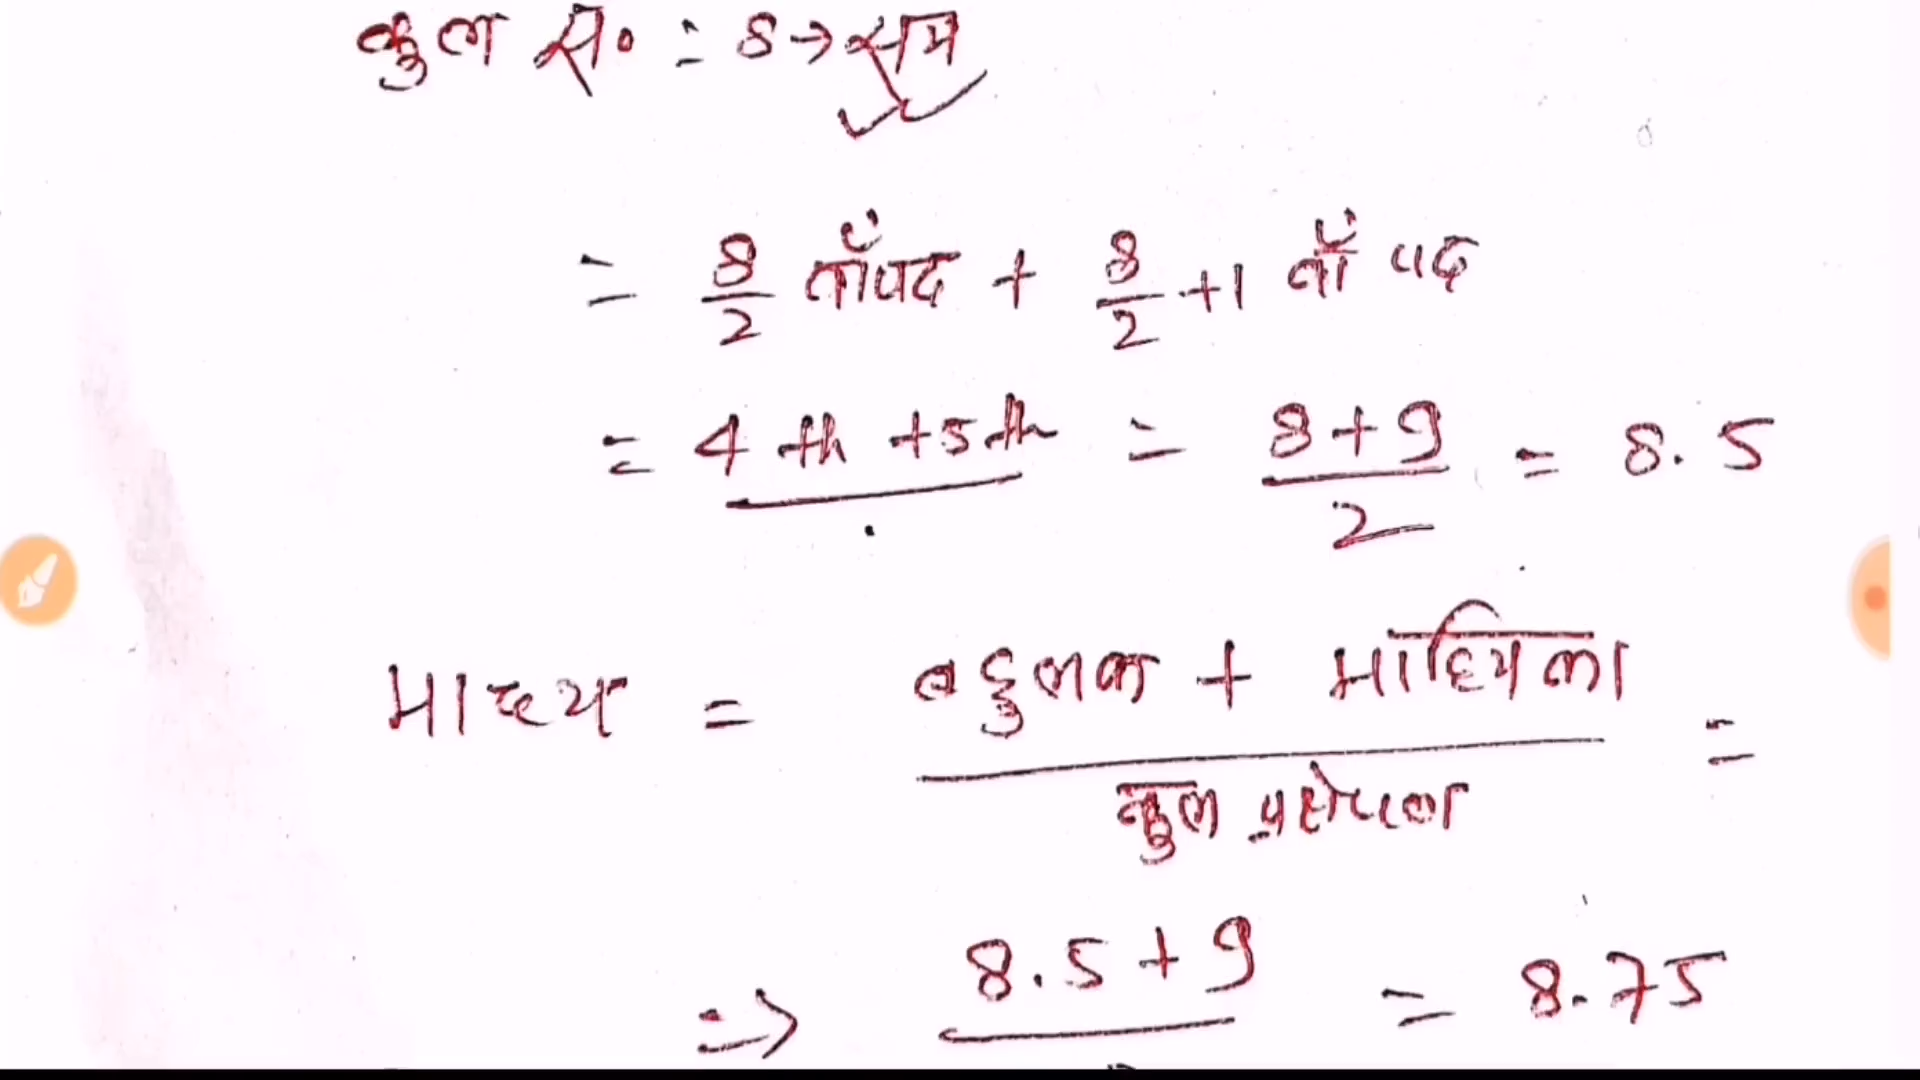 कुल सं० = 8 → सम
= 8/2 वाँ पद + 8/2 + 1 वाँ पद
= 4th + 5th = 8+9/2 = 8.5
माध्य = बहुलक + माध्यिका / कुल प्रेक्षण =
⇒ 8.5+9 = 8.75